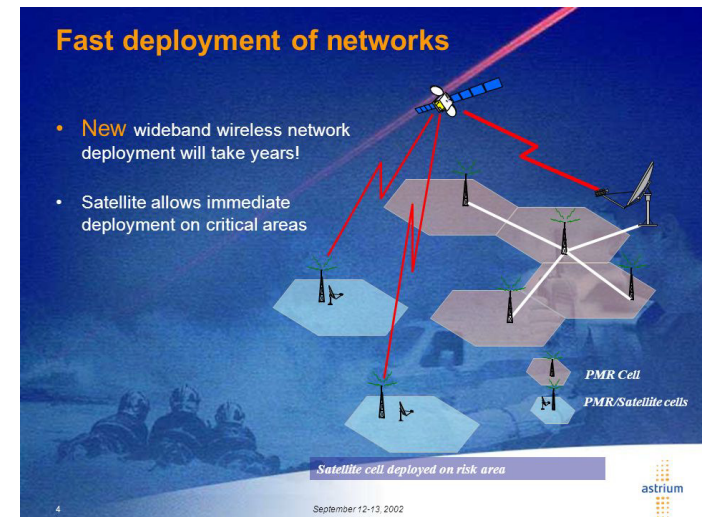 Fast deployment of networks
• New wideband wireless network
deployment will take years!
• Satellite allows immediate
deployment on critical areas
PMR Cell
PMR/Satellite cells
Satellite cell deployed on risk area
astrium
4
September 12-13, 2002